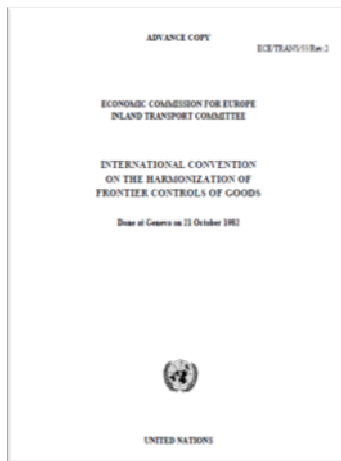 ADVANCE COPY
ECE/TRANS/55/Rev.2
ECONOMIC COMMISSION FOR EUROPE
INLAND TRANSPORT COMMITTEE
INTERNATIONAL CONVENTION
ON THE HARMONIZATION OF
FRONTIER CONTROLS OF GOODS
Done at Geneva on 21 October 1982
UNITED NATIONS